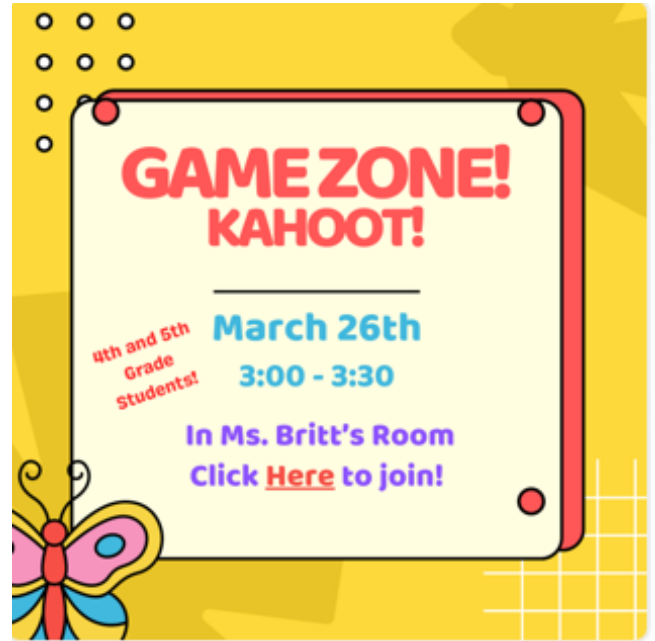 GAME ZONE!
KAHOOT!
March 26th
3:00 - 3:30
4th and 5th
Grade
Students!
In Ms. Britt's Room
Click Here to join!